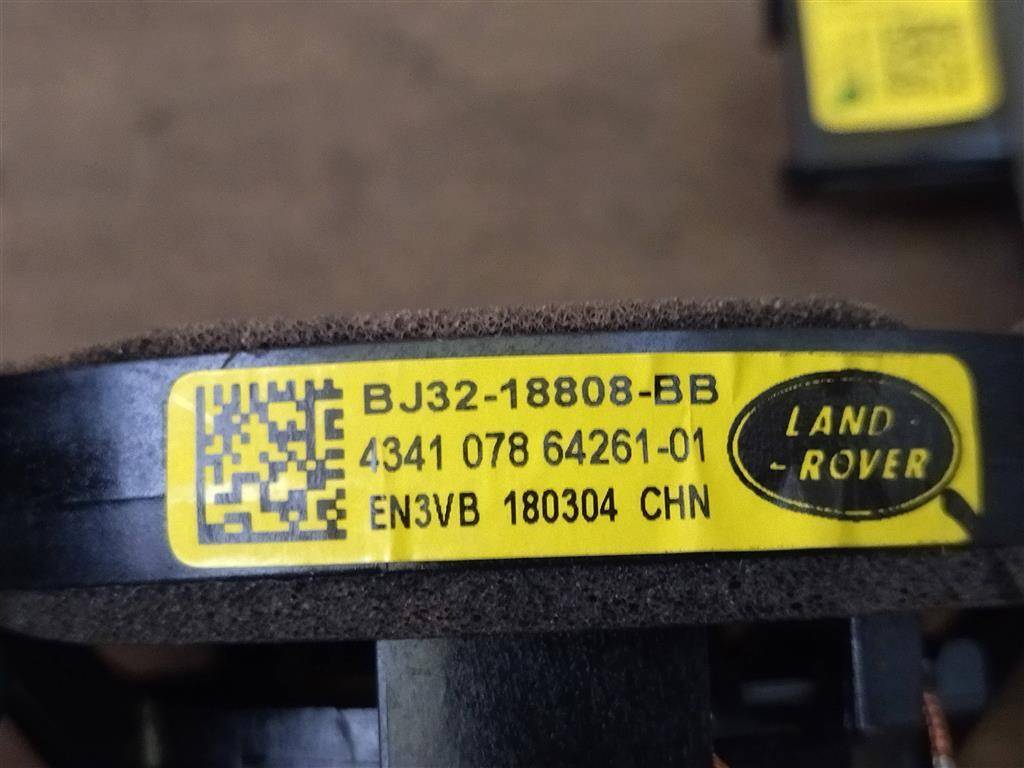 BJ32-18808-BB
4341 078 64261-01
EN3VB 180304 CHN
LAND -
- ROVER